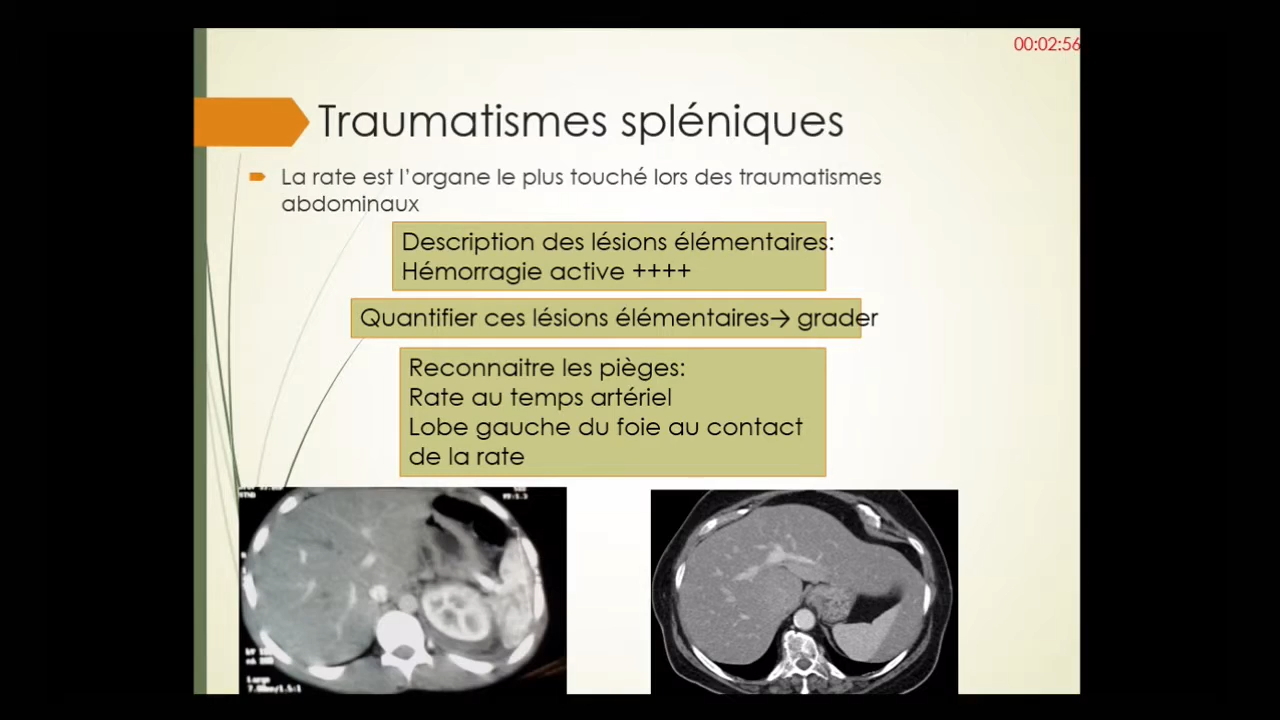 00:02:56
Traumatismes spléniques
La rate est l’organe le plus touché lors des traumatismes
abdominaux
Description des lésions élémentaires:
Hémorragie active ++++
Quantifier ces lésions élémentaires→ grader
Reconnaitre les pièges:
Rate au temps artériel
Lobe gauche du foie au contact
de la rate